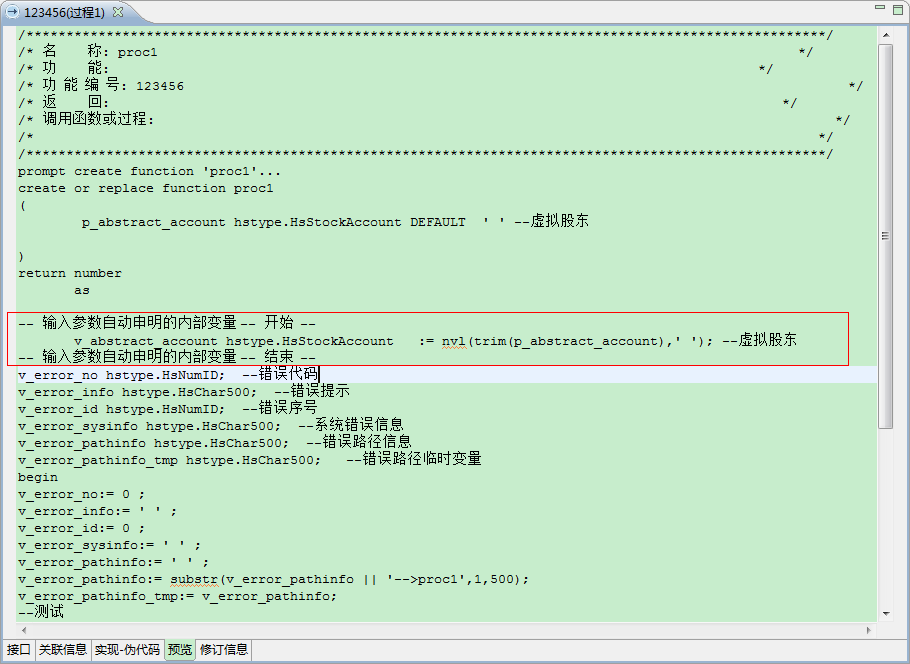 123456(过程1)
/****************************************************************************************************/
/* 名    称: proc1 */
/* 功    能: */
/* 功 能 编 号: 123456 */
/* 返    回: */
/* 调用函数或过程: */
/* */
/****************************************************************************************************/
prompt create function 'proc1'...
create or replace function proc1
(
        p_abstract_account hstype.HsStockAccount DEFAULT  ' ' --虚拟股东
)
return number
       as
-- 输入参数自动申明的内部变量-- 开始 --
       v_abstract_account hstype.HsStockAccount   := nvl(trim(p_abstract_account),' '); --虚拟股东
-- 输入参数自动申明的内部变量-- 结束 --
v_error_no hstype.HsNumID;  --错误代码
v_error_info hstype.HsChar500;  --错误提示
v_error_id hstype.HsNumID;  --错误序号
v_error_sysinfo hstype.HsChar500;  --系统错误信息
v_error_pathinfo hstype.HsChar500;  --错误路径信息
v_error_pathinfo_tmp hstype.HsChar500;   --错误路径临时变量
begin
v_error_no:= 0 ;
v_error_info:= ' ' ;
v_error_id:= 0 ;
v_error_sysinfo:= ' ' ;
v_error_pathinfo:= ' ' ;
v_error_pathinfo:= substr(v_error_pathinfo || '-->proc1',1,500);
v_error_pathinfo_tmp:= v_error_pathinfo;
--测试
接口 关联信息 实现-伪代码 预览 修订信息